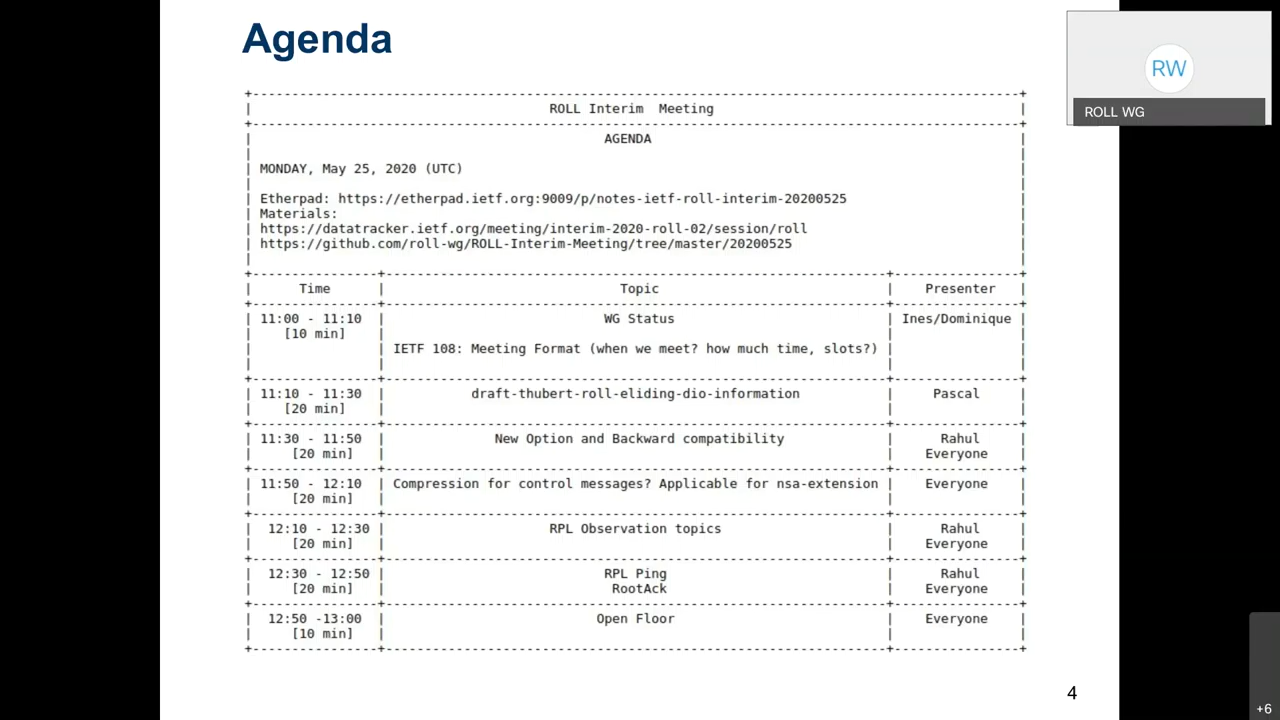 Agenda
RW
ROLL WG
ROLL Interim  Meeting
AGENDA
MONDAY, May 25, 2020 (UTC)
Etherpad: https://etherpad.ietf.org:9009/p/notes-ietf-roll-interim-20200525
Materials:
https://datatracker.ietf.org/meeting/interim-2020-roll-02/session/roll
https://github.com/roll-wg/ROLL-Interim-Meeting/tree/master/20200525
Time | Topic | Presenter
11:00 - 11:10 | WG Status | Ines/Dominique
[10 min]
IETF 108: Meeting Format (when we meet? how much time, slots?)
11:10 - 11:30 | draft-thubert-roll-eliding-dio-information | Pascal
[20 min]
11:30 - 11:50 | New Option and Backward compatibility | Rahul
[20 min] | Everyone
11:50 - 12:10 | Compression for control messages? Applicable for nsa-extension | Everyone
[20 min]
12:10 - 12:30 | RPL Observation topics | Rahul
[20 min] | Everyone
12:30 - 12:50 | RPL Ping | Rahul
[20 min] | RootAck | Everyone
12:50 -13:00 | Open Floor | Everyone
[10 min]
4
+6